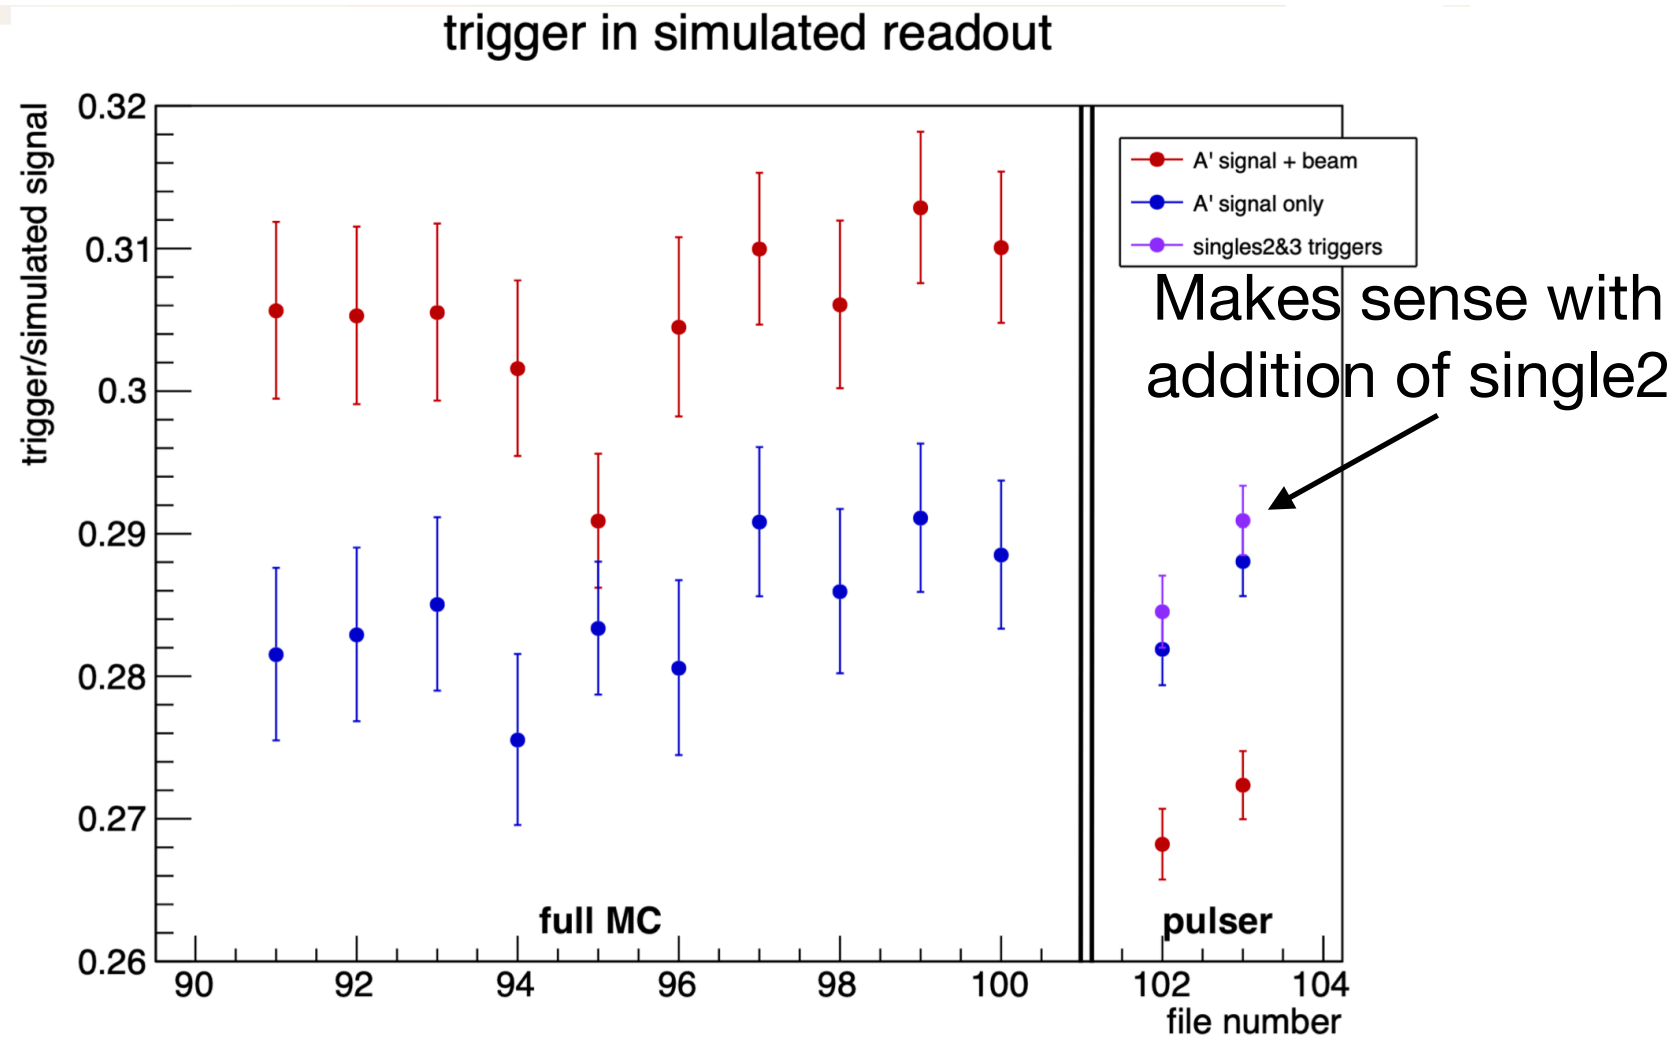 trigger in simulated readout
trigger/simulated signal
0.32
0.31
0.3
0.29
0.28
0.27
0.26
A' signal + beam
A' signal only
singles2&3 triggers
Makes sense with
addition of single2
full MC
pulser
90 92 94 96 98 100 102 104
file number